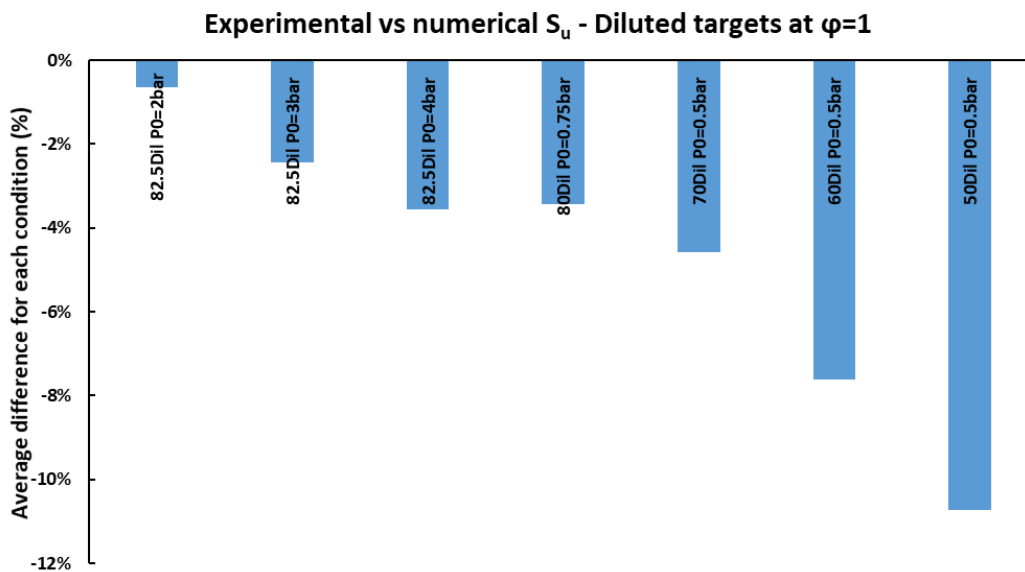 Experimental vs numerical Sᵤ - Diluted targets at φ=1
Average difference for each condition (%)
0%
-2%
-4%
-6%
-8%
-10%
-12%
82.5Dil P0=2bar
82.5Dil P0=3bar
82.5Dil P0=4bar
80Dil P0=0.75bar
70Dil P0=0.5bar
60Dil P0=0.5bar
50Dil P0=0.5bar